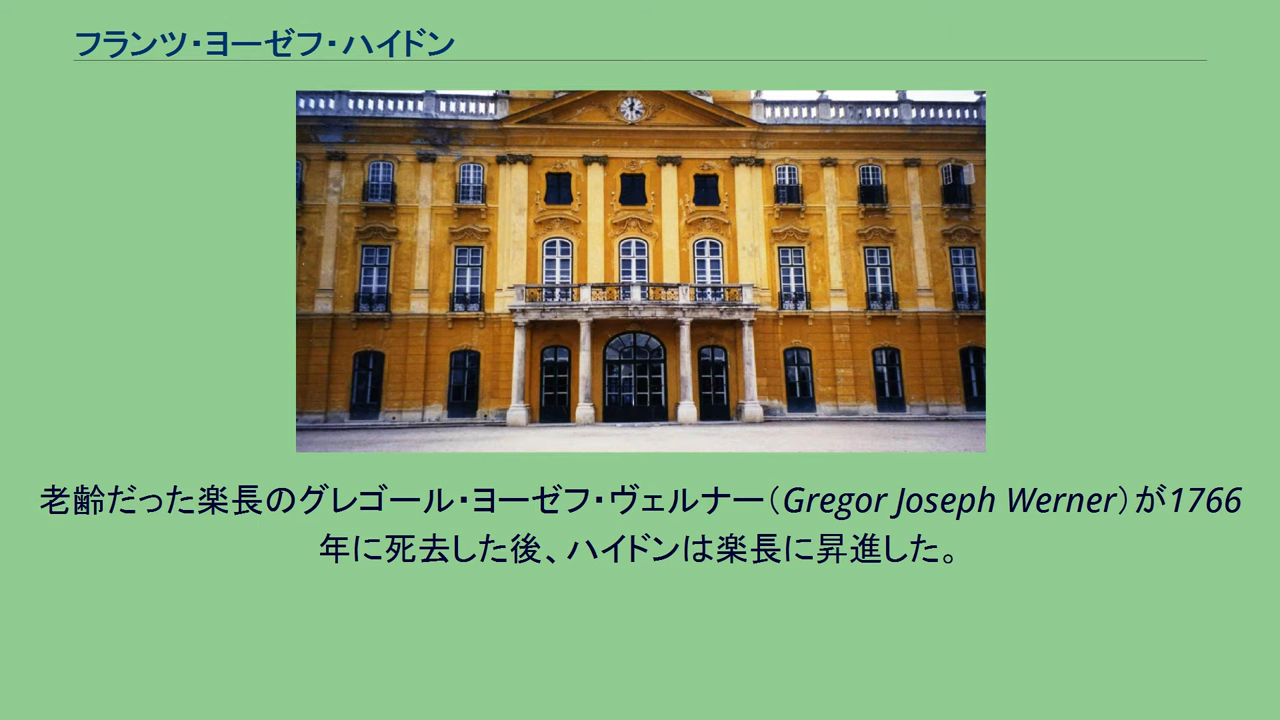 フランツ・ヨーゼフ・ハイドン
老齢だった楽長のグレゴール・ヨーゼフ・ヴェルナー（Gregor Joseph Werner）が1766
年に死去した後、ハイドンは楽長に昇進した。